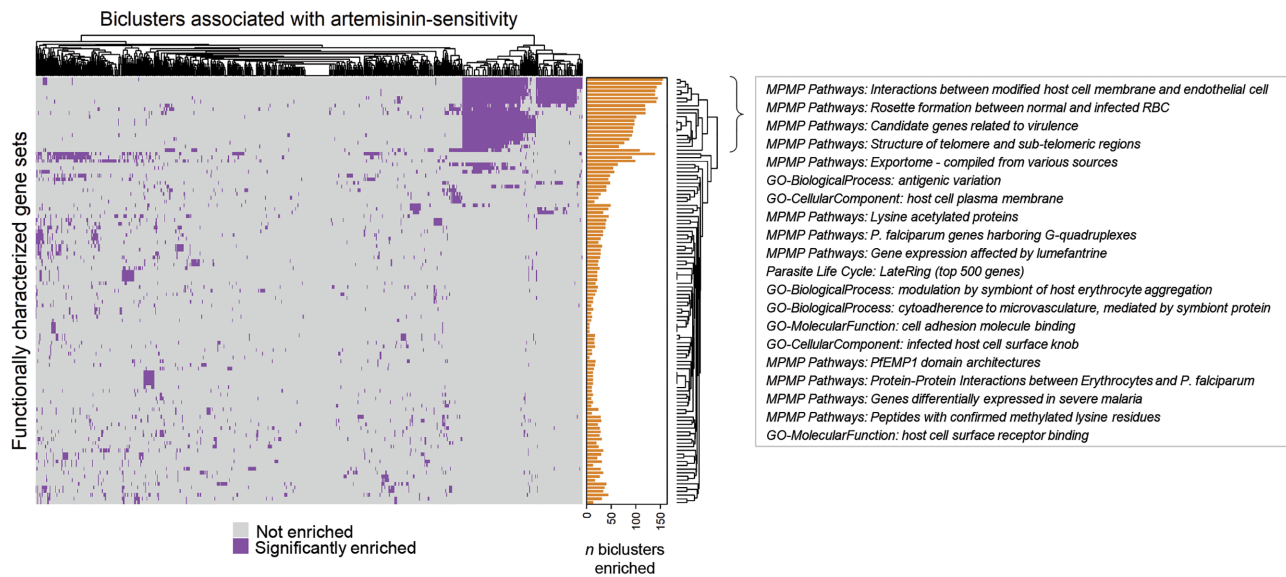 Biclusters associated with artemisinin-sensitivity
Functionally characterized gene sets
Not enriched
Significantly enriched
0
50
100
150
n biclusters
enriched
MPMP Pathways: Interactions between modified host cell membrane and endothelial cell
MPMP Pathways: Rosette formation between normal and infected RBC
MPMP Pathways: Candidate genes related to virulence
MPMP Pathways: Structure of telomere and sub-telomeric regions
MPMP Pathways: Exportome - compiled from various sources
GO-BiologicalProcess: antigenic variation
GO-CellularComponent: host cell plasma membrane
MPMP Pathways: Lysine acetylated proteins
MPMP Pathways: P. falciparum genes harboring G-quadruplexes
MPMP Pathways: Gene expression affected by lumefantrine
Parasite Life Cycle: LateRing (top 500 genes)
GO-BiologicalProcess: modulation by symbiont of host erythrocyte aggregation
GO-BiologicalProcess: cytoadherence to microvasculature, mediated by symbiont protein
GO-MolecularFunction: cell adhesion molecule binding
GO-CellularComponent: infected host cell surface knob
MPMP Pathways: PfEMP1 domain architectures
MPMP Pathways: Protein-Protein Interactions between Erythrocytes and P. falciparum
MPMP Pathways: Genes differentially expressed in severe malaria
MPMP Pathways: Peptides with confirmed methylated lysine residues
GO-MolecularFunction: host cell surface receptor binding